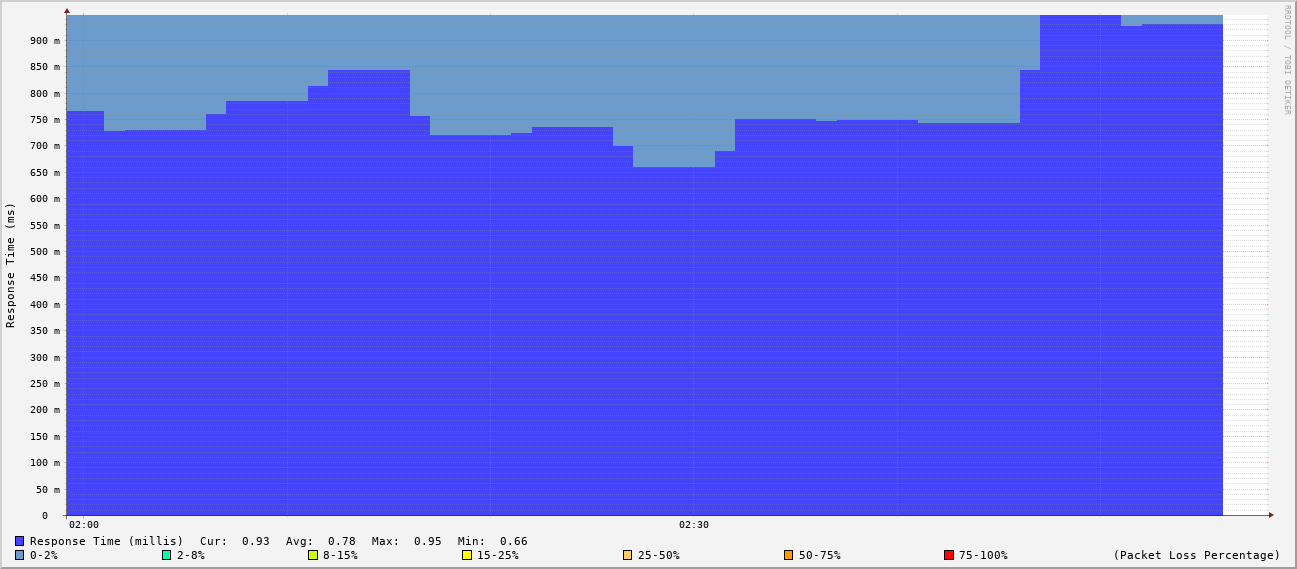 RRDTOOL / TOBI OETIKER
Response Time (ms)
900 m
850 m
800 m
750 m
700 m
650 m
600 m
550 m
500 m
450 m
400 m
350 m
300 m
250 m
200 m
150 m
100 m
50 m
0
02:00 02:30
Response Time (millis) Cur: 0.93 Avg: 0.78 Max: 0.95 Min: 0.66
0-2% 2-8% 8-15% 15-25% 25-50% 50-75% 75-100% (Packet Loss Percentage)